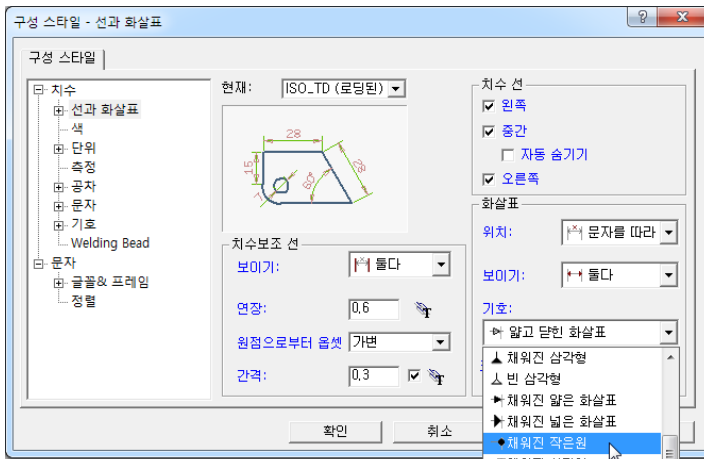 구성 스타일 - 선과 화살표
구성 스타일
치수
선과 화살표
색
단위
측정
공차
문자
기호
Welding Bead
문자
글꼴& 프레임
정렬
현재: ISO_TD (로딩된)
28
15
7
60°
치수보조 선
보이기: 둘다
연장: 0,6
원점으로부터 옵셋 가변
간격: 0,3
치수 선
왼쪽
중간
자동 숨기기
오른쪽
화살표
위치: 문자를 따라
보이기: 둘다
기호:
얇고 닫힌 화살표
채워진 삼각형
빈 삼각형
채워진 얇은 화살표
채워진 넓은 화살표
채워진 작은원
확인
취소